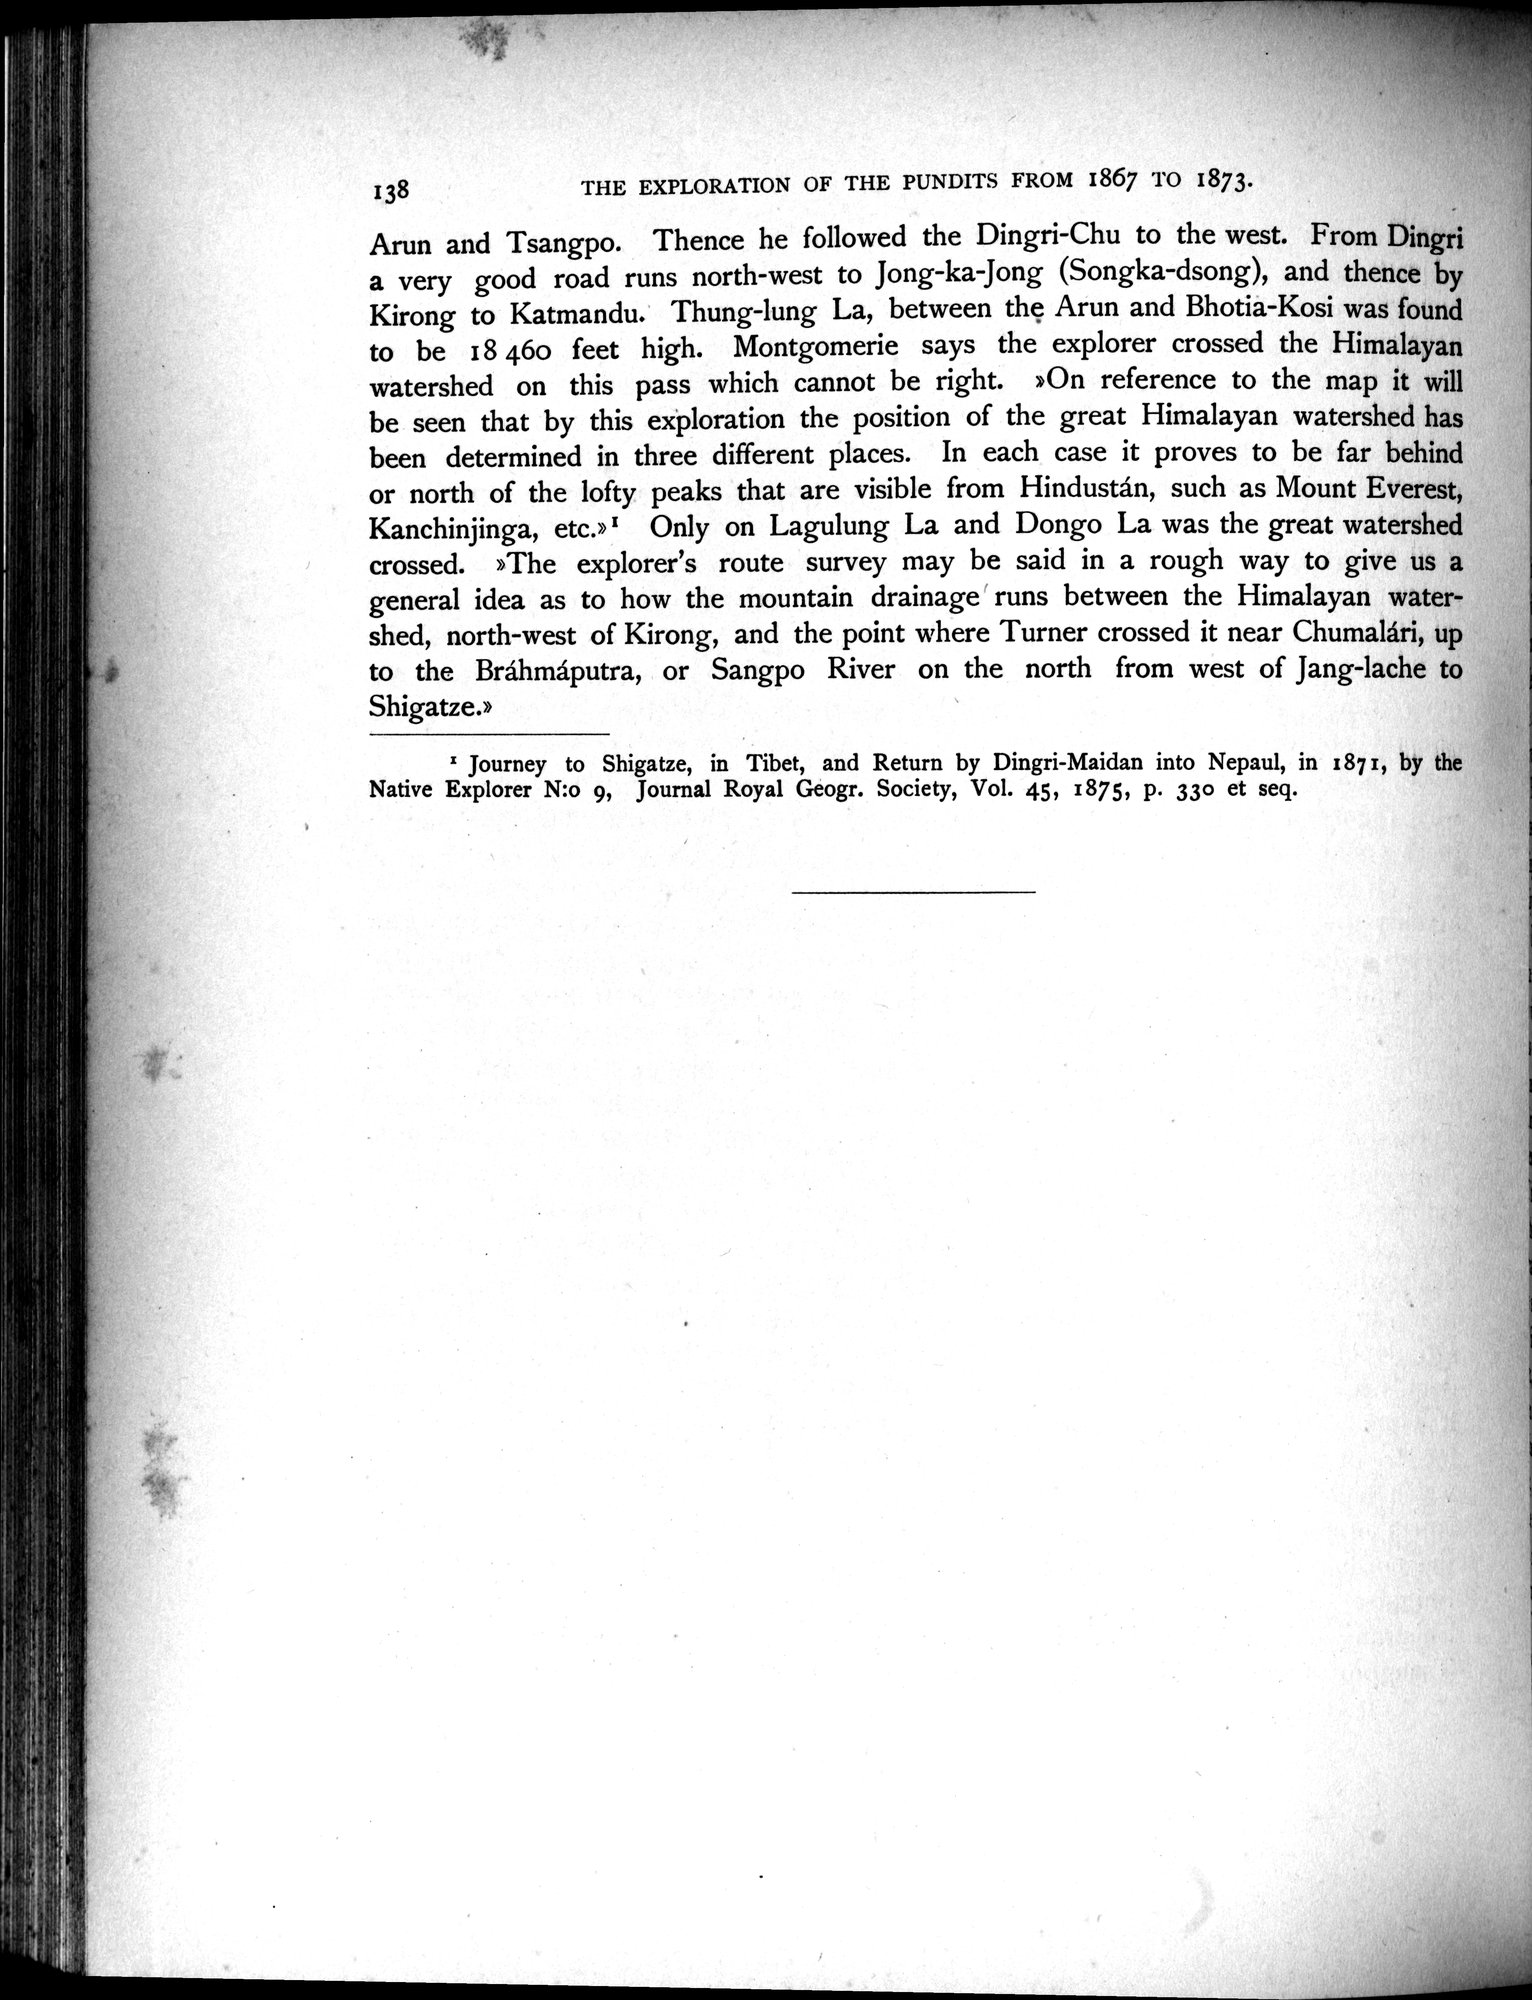 138 THE EXPLORATION OF THE PUNDITS FROM 1867 TO 1873.
Arun and Tsangpo. Thence he followed the Dingri-Chu to the west. From Dingri
a very good road runs north-west to Jong-ka-Jong (Songka-dsong), and thence by
Kirong to Katmandu. Thung-lung La, between the Arun and Bhotia-Kosi was found
to be 18 460 feet high. Montgomerie says the explorer crossed the Himalayan
watershed on this pass which cannot be right. »On reference to the map it will
be seen that by this exploration the position of the great Himalayan watershed has
been determined in three different places. In each case it proves to be far behind
or north of the lofty peaks that are visible from Hindustán, such as Mount Everest,
Kanchinjinga, etc.»¹ Only on Lagulung La and Dongo La was the great watershed
crossed. »The explorer's route survey may be said in a rough way to give us a
general idea as to how the mountain drainage runs between the Himalayan water-
shed, north-west of Kirong, and the point where Turner crossed it near Chumalári, up
to the Bráhmáputra, or Sangpo River on the north from west of Jang-lache to
Shigatze.»
¹ Journey to Shigatze, in Tibet, and Return by Dingri-Maidan into Nepaul, in 1871, by the
Native Explorer N:o 9, Journal Royal Geogr. Society, Vol. 45, 1875, p. 330 et seq.